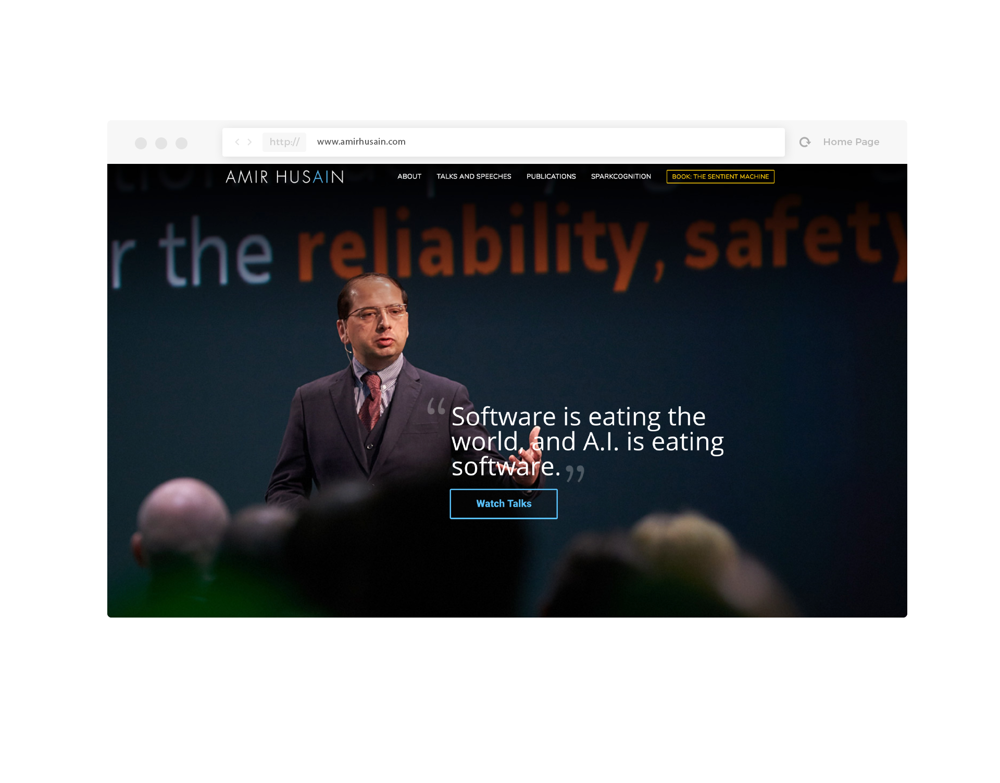 http:// www.amirhusain.com Home Page
AMIR HUSAIN ABOUT TALKS AND SPEECHES PUBLICATIONS SPARKCOGNITION BOOK: THE SENTIENT MACHINE
r the reliability, safety
“Software is eating the
world, and A.I. is eating
software.”
Watch Talks